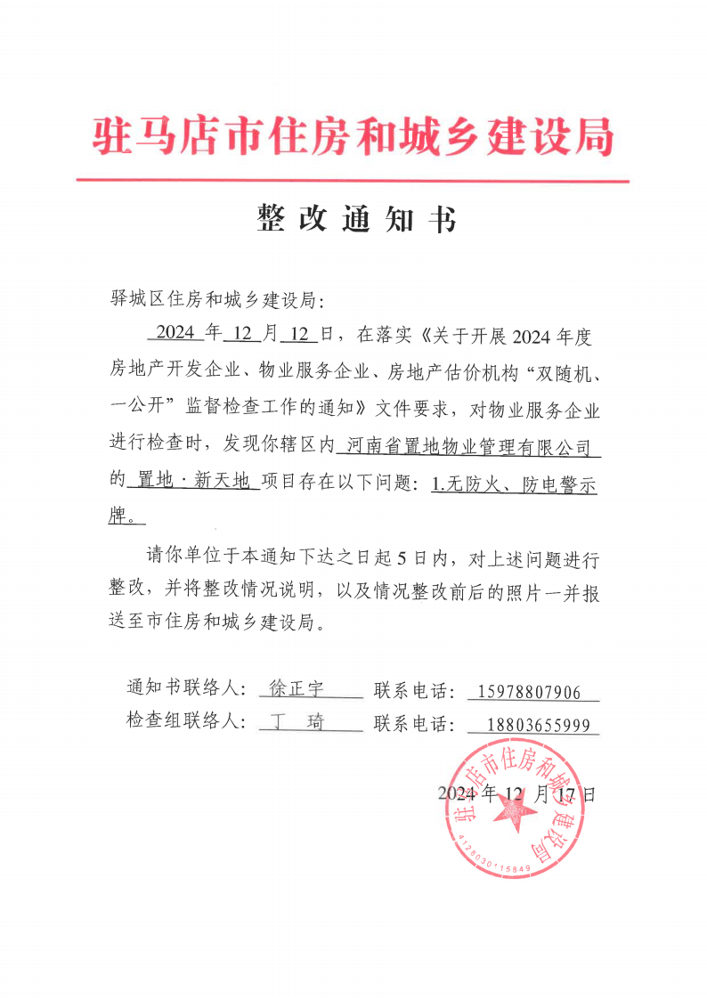 驻马店市住房和城乡建设局
整改通知书
驿城区住房和城乡建设局：
2024 年 12 月 12 日，在落实《关于开展 2024 年度
房地产开发企业、物业服务企业、房地产估价机构“双随机、
一公开”监督检查工作的通知》文件要求，对物业服务企业
进行检查时，发现你辖区内 河南省置地物业管理有限公司
的 置地·新天地 项目存在以下问题：1.无防火、防电警示
牌。
请你单位于本通知下达之日起 5 日内，对上述问题进行
整改，并将整改情况说明，以及情况整改前后的照片一并报
送至市住房和城乡建设局。
通知书联络人： 徐正宇 联系电话： 15978807906
检查组联络人： 丁 琦 联系电话： 18803655999
2024 年 12 月 17 日
驻马店市住房和城乡建设局
4128030115849